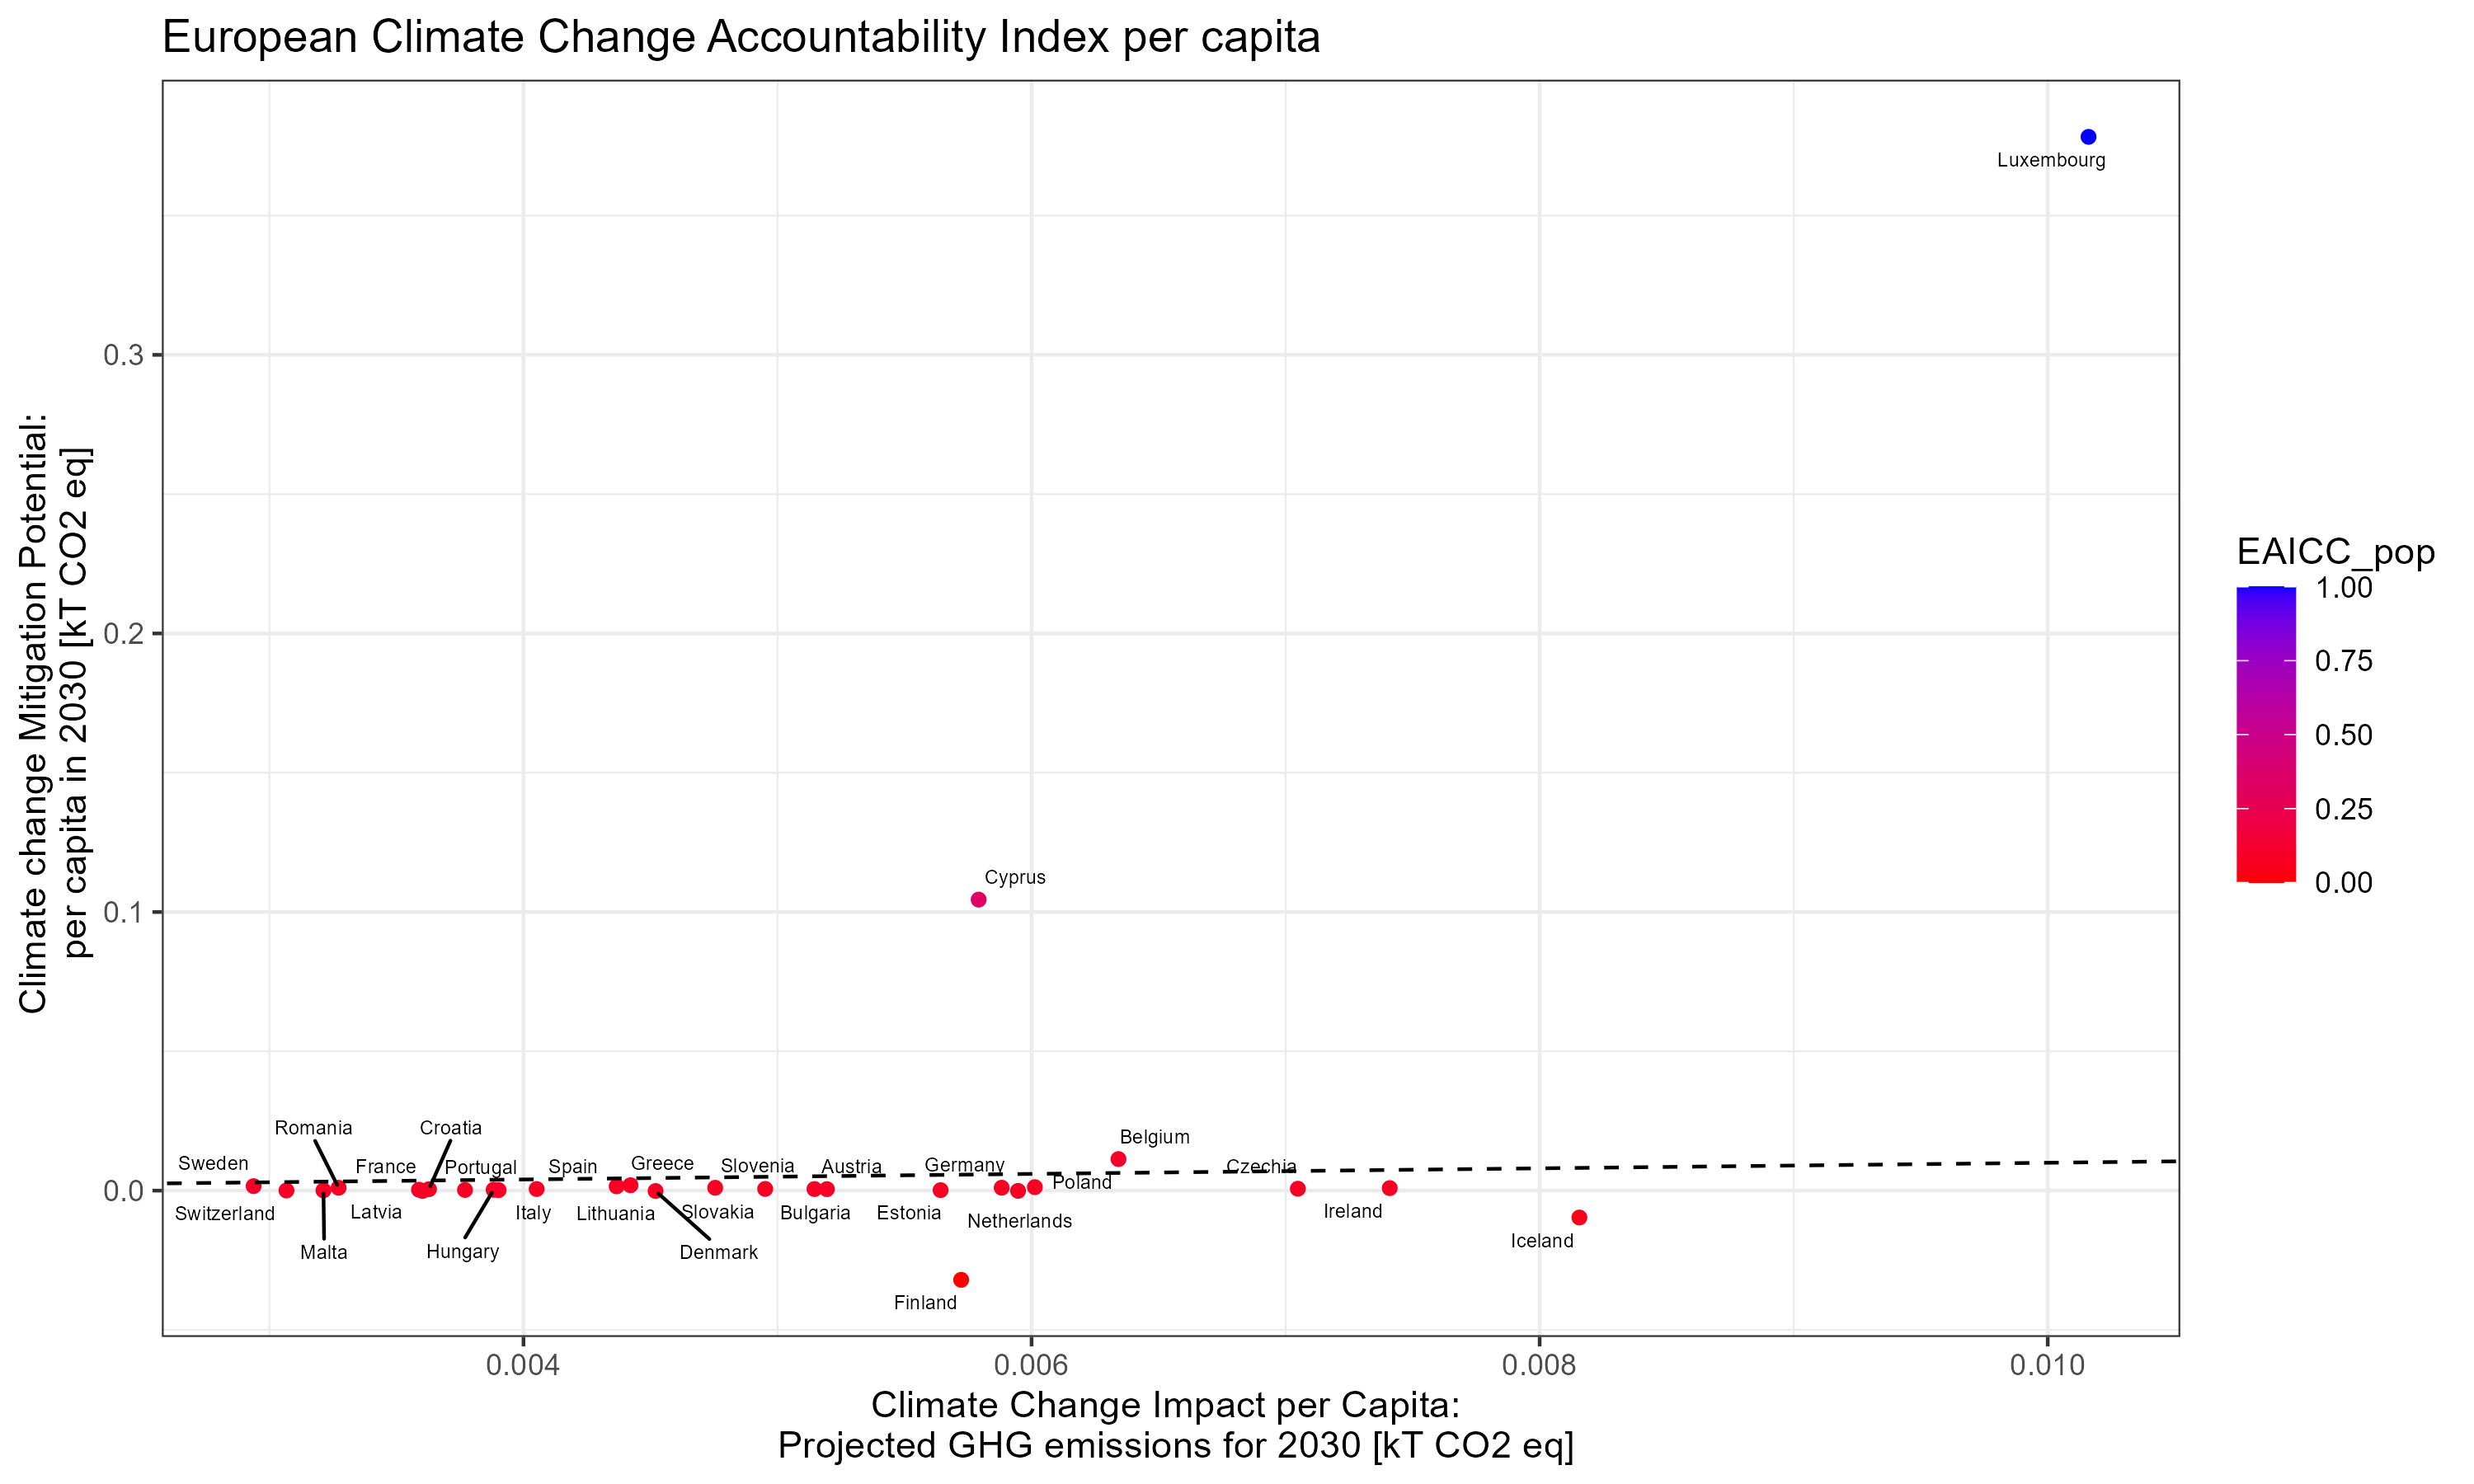 European Climate Change Accountability Index per capita
Climate change Mitigation Potential:
per capita in 2030 [kT CO2 eq]
0.3
0.2
0.1
0.0
Luxembourg
Cyprus
Belgium
Romania
Croatia
Sweden
France
Portugal
Spain
Greece
Slovenia
Austria
Germany
Czechia
Poland
Switzerland
Latvia
Italy
Lithuania
Slovakia
Bulgaria
Estonia
Netherlands
Ireland
Iceland
Malta
Hungary
Denmark
Finland
0.004
0.006
0.008
0.010
Climate Change Impact per Capita:
Projected GHG emissions for 2030 [kT CO2 eq]
EAICC_pop
1.00
0.75
0.50
0.25
0.00